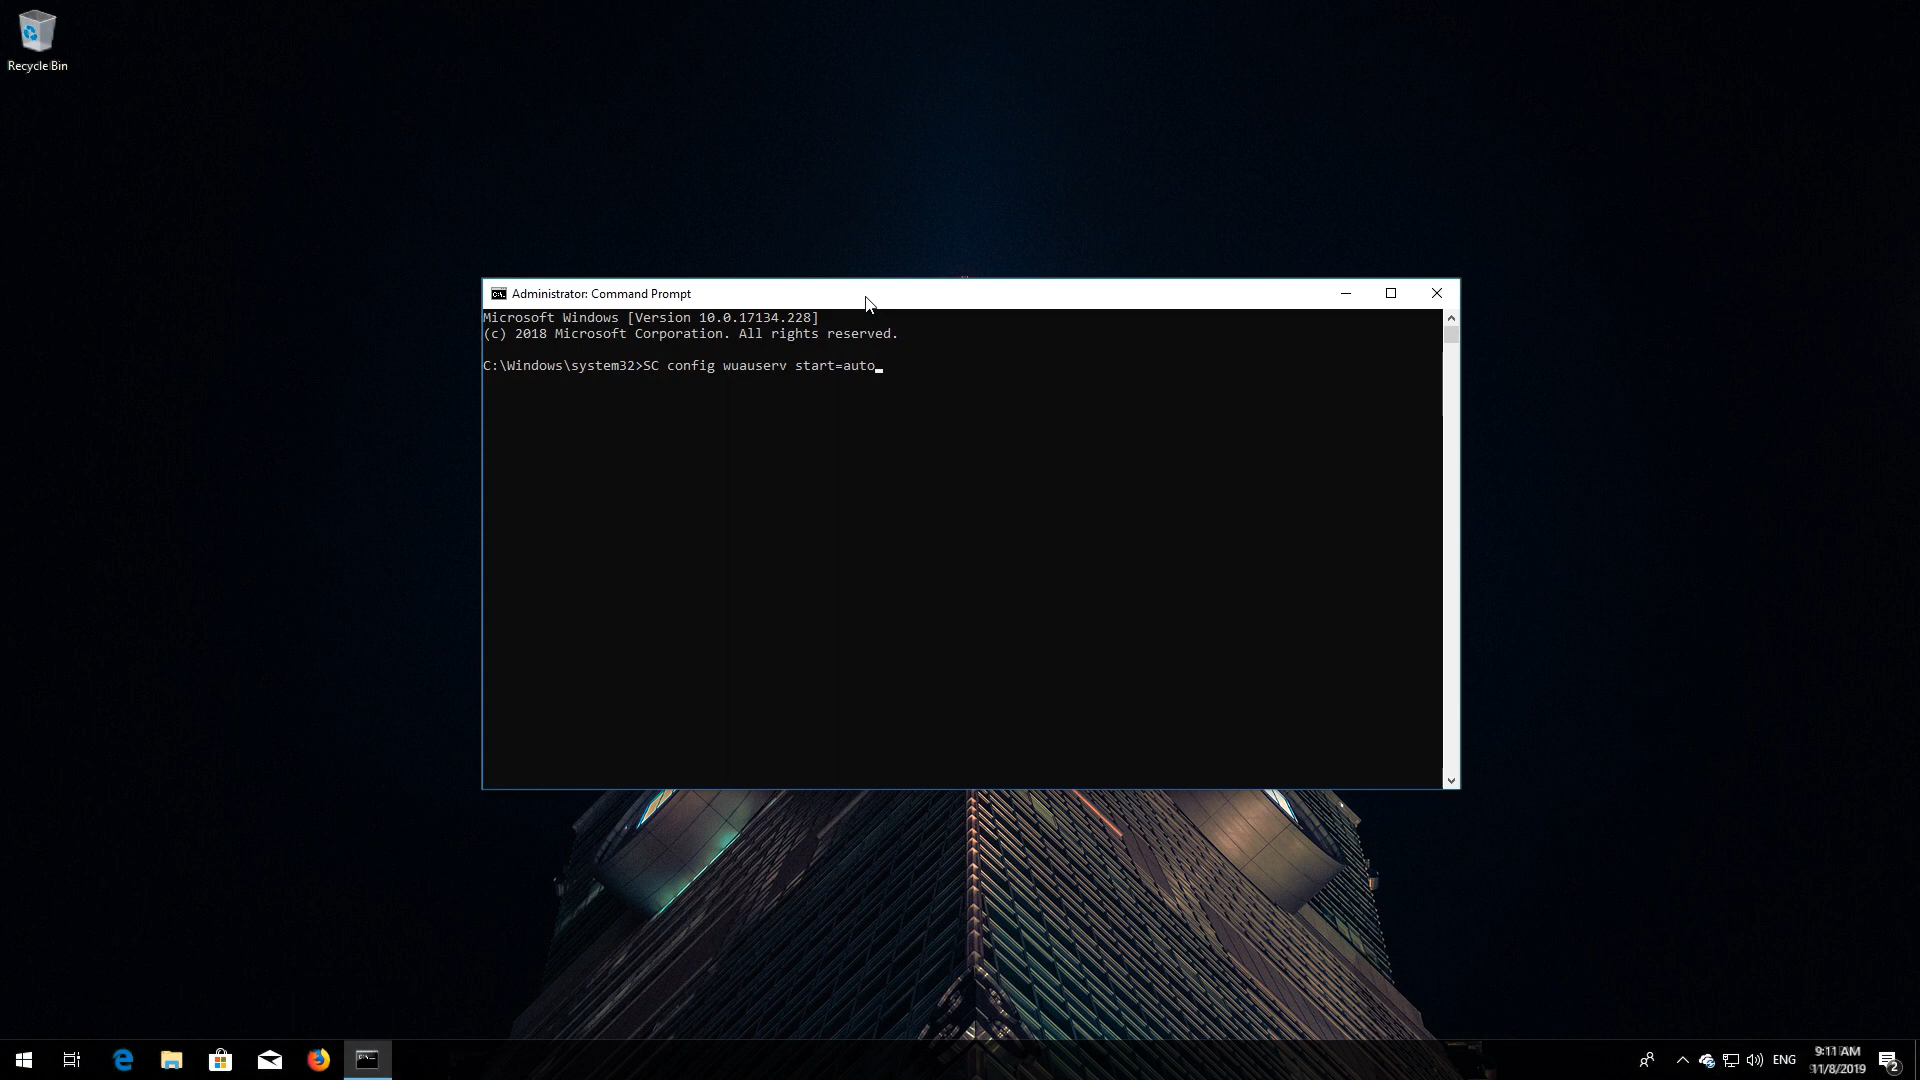 Recycle Bin
Administrator: Command Prompt
Microsoft Windows [Version 10.0.17134.228]
(c) 2018 Microsoft Corporation. All rights reserved.
C:\Windows\system32>SC config wuauserv start=auto
ENG
9:11 AM
11/8/2019
2